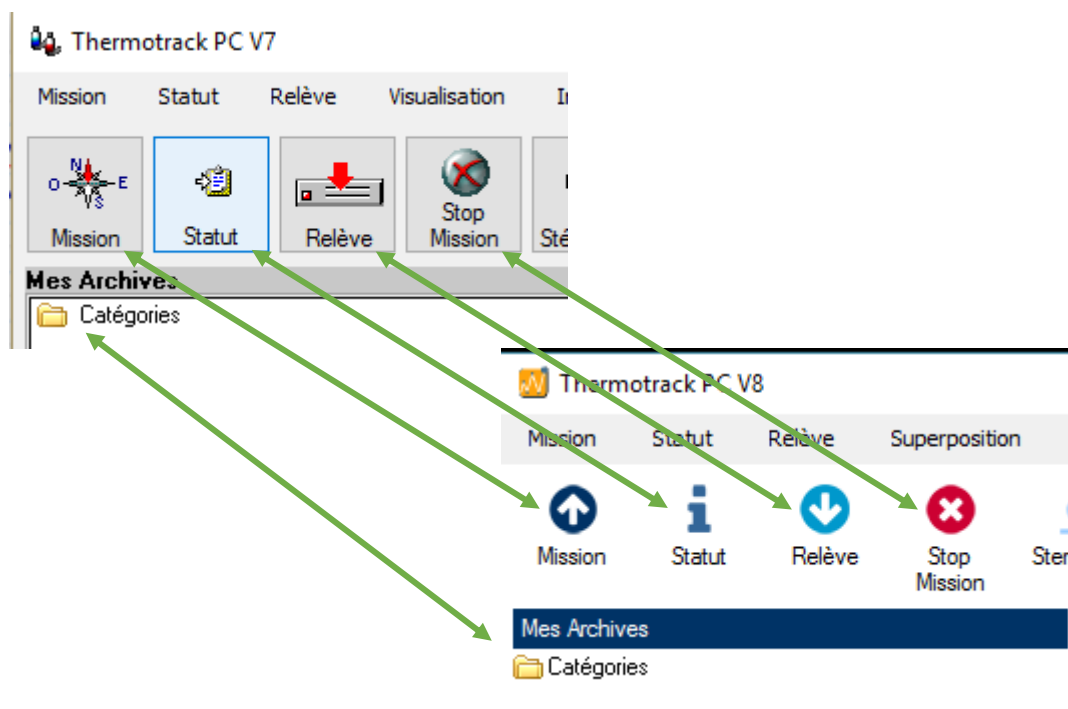 Thermotrack PC V7
Mission Statut Relève Visualisation
N
O E
S
Mission Statut Relève Stop Mission
Mes Archives
Catégories
Thermotrack PC V8
Mission Statut Relève Superposition
Mission Statut Relève Stop Mission
Mes Archives
Catégories